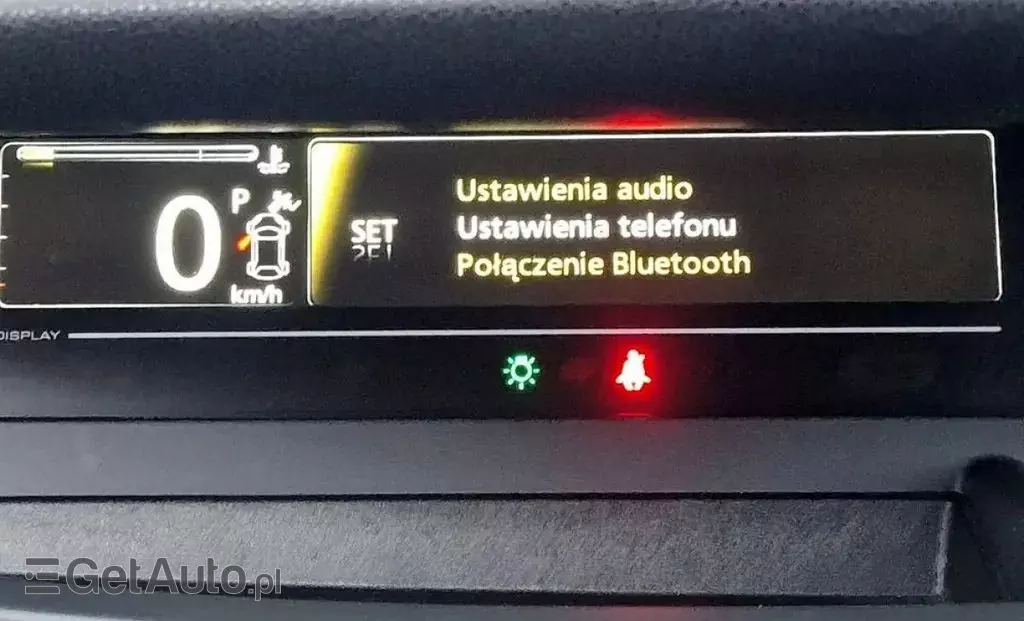 P
0
km/h
SET
Ustawienia audio
Ustawienia telefonu
Połączenie Bluetooth
DISPLAY
GetAuto.pl